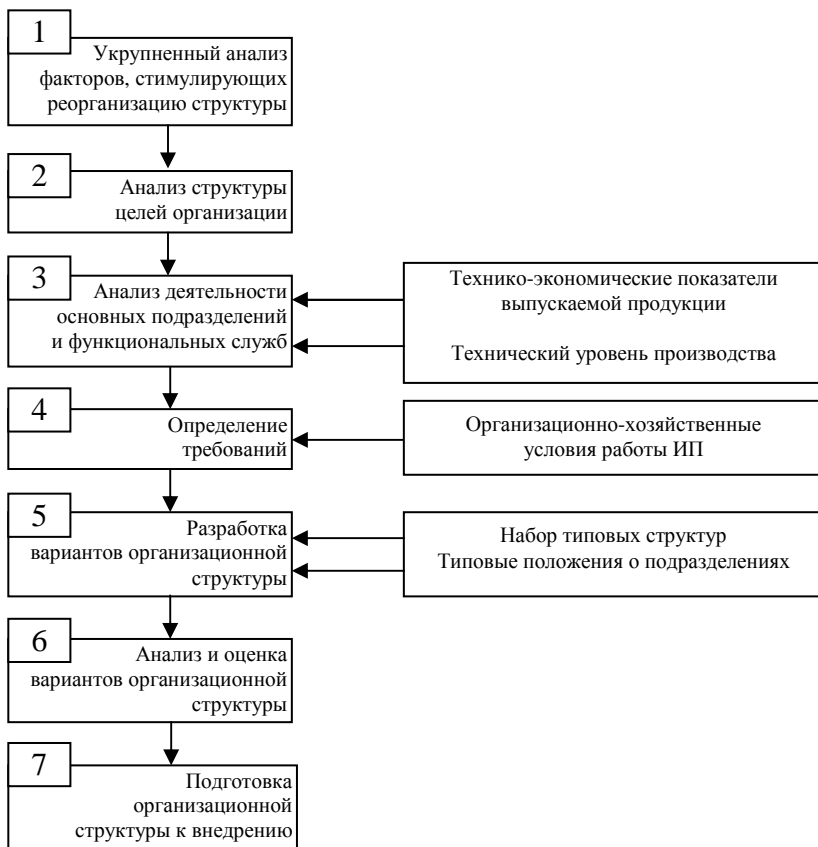 1
Укрупненный анализ
факторов, стимулирующих
реорганизацию структуры
2
Анализ структуры
целей организации
3
Анализ деятельности
основных подразделений
и функциональных служб
Технико-экономические показатели
выпускаемой продукции
Технический уровень производства
4
Определение
требований
Организационно-хозяйственные
условия работы ИП
5
Разработка
вариантов организационной
структуры
Набор типовых структур
Типовые положения о подразделениях
6
Анализ и оценка
вариантов организационной
структуры
7
Подготовка
организационной
структуры к внедрению